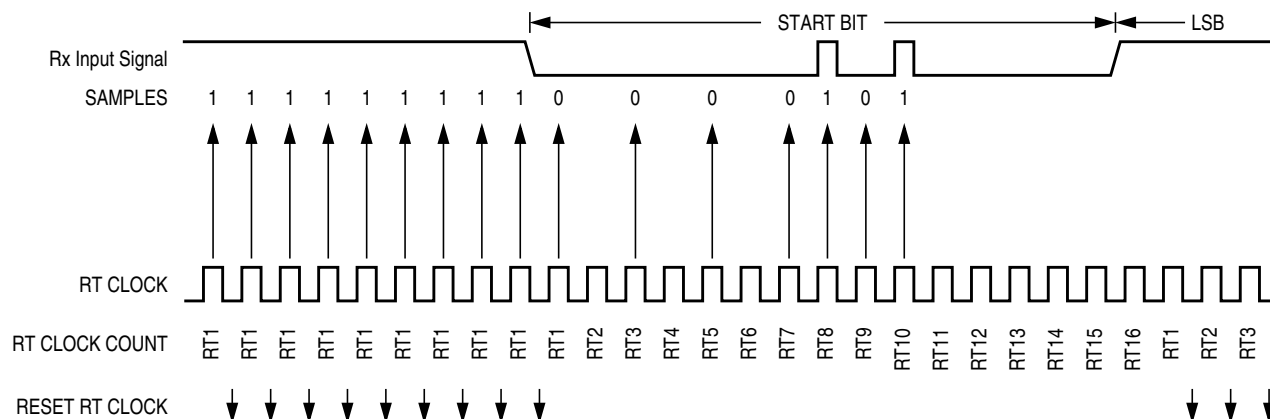 START BIT LSB
Rx Input Signal
SAMPLES 1 1 1 1 1 1 1 1 1 0 0 0 0 1 0 1
RT CLOCK
RT CLOCK COUNT RT1 RT1 RT1 RT1 RT1 RT1 RT1 RT1 RT1 RT1 RT2 RT3 RT4 RT5 RT6 RT7 RT8 RT9 RT10 RT11 RT12 RT13 RT14 RT15 RT16 RT1 RT2 RT3
RESET RT CLOCK